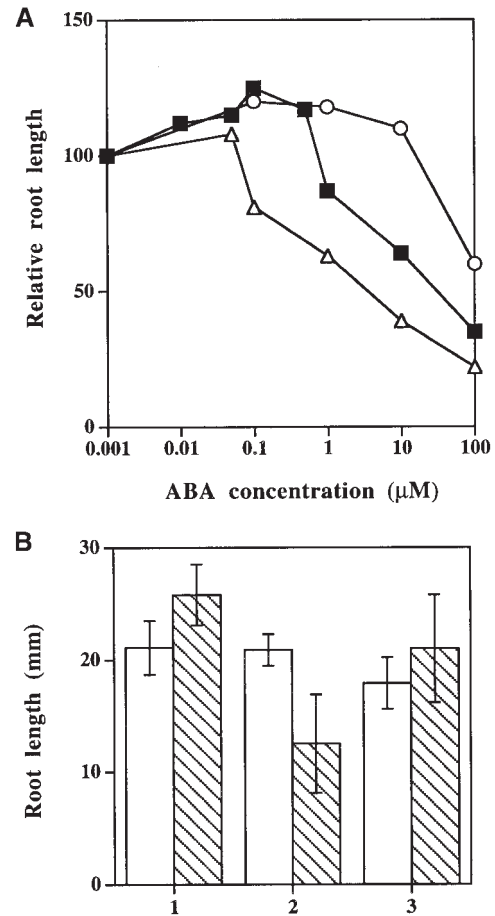 A
150
100
50
0
Relative root length
0.001 0.01 0.1 1 10 100
ABA concentration (μM)
B
30
20
10
0
Root length (mm)
1 2 3